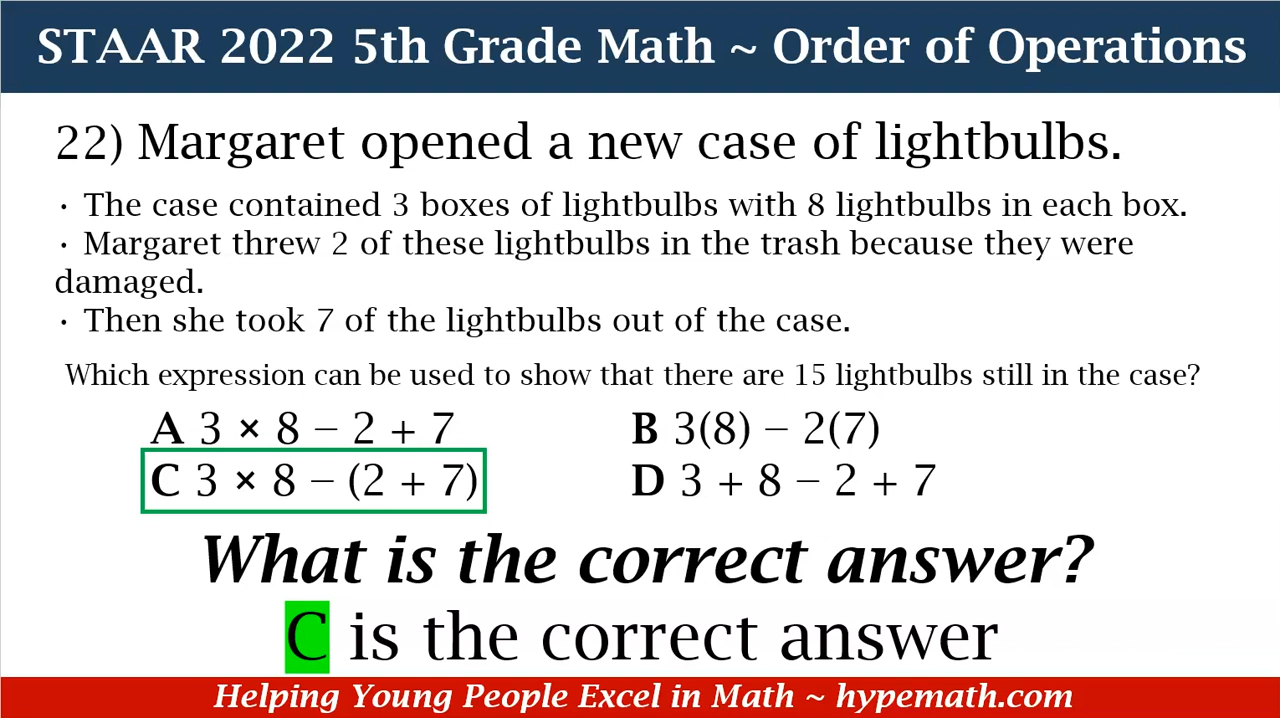 STAAR 2022 5th Grade Math ~ Order of Operations
22) Margaret opened a new case of lightbulbs.
· The case contained 3 boxes of lightbulbs with 8 lightbulbs in each box.
· Margaret threw 2 of these lightbulbs in the trash because they were
damaged.
· Then she took 7 of the lightbulbs out of the case.
Which expression can be used to show that there are 15 lightbulbs still in the case?
A 3 × 8 – 2 + 7
B 3(8) – 2(7)
C 3 × 8 – (2 + 7)
D 3 + 8 – 2 + 7
What is the correct answer?
C is the correct answer
Helping Young People Excel in Math ~ hypemath.com